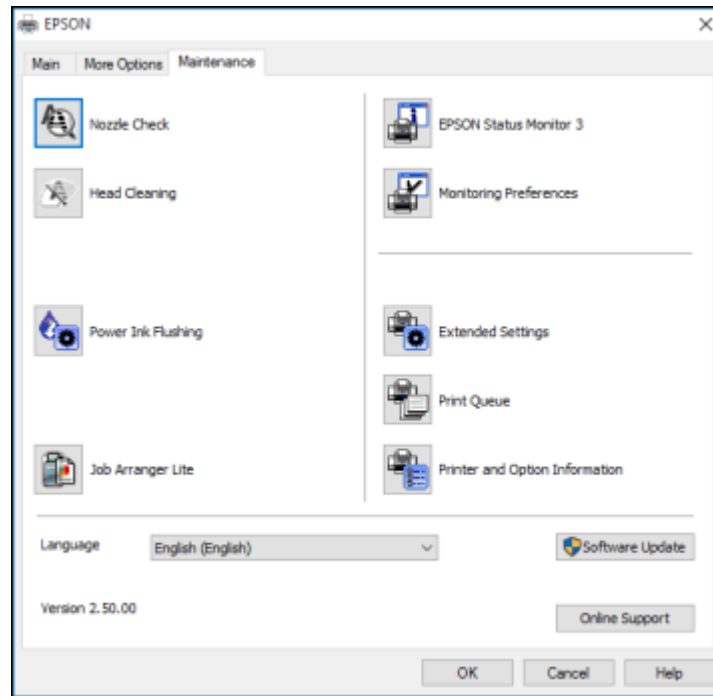 EPSON
Main More Options Maintenance
Nozzle Check
EPSON Status Monitor 3
Head Cleaning
Monitoring Preferences
Power Ink Flushing
Extended Settings
Print Queue
Job Arranger Lite
Printer and Option Information
Language English (English) Software Update
Version 2.50.00
Online Support
OK Cancel Help